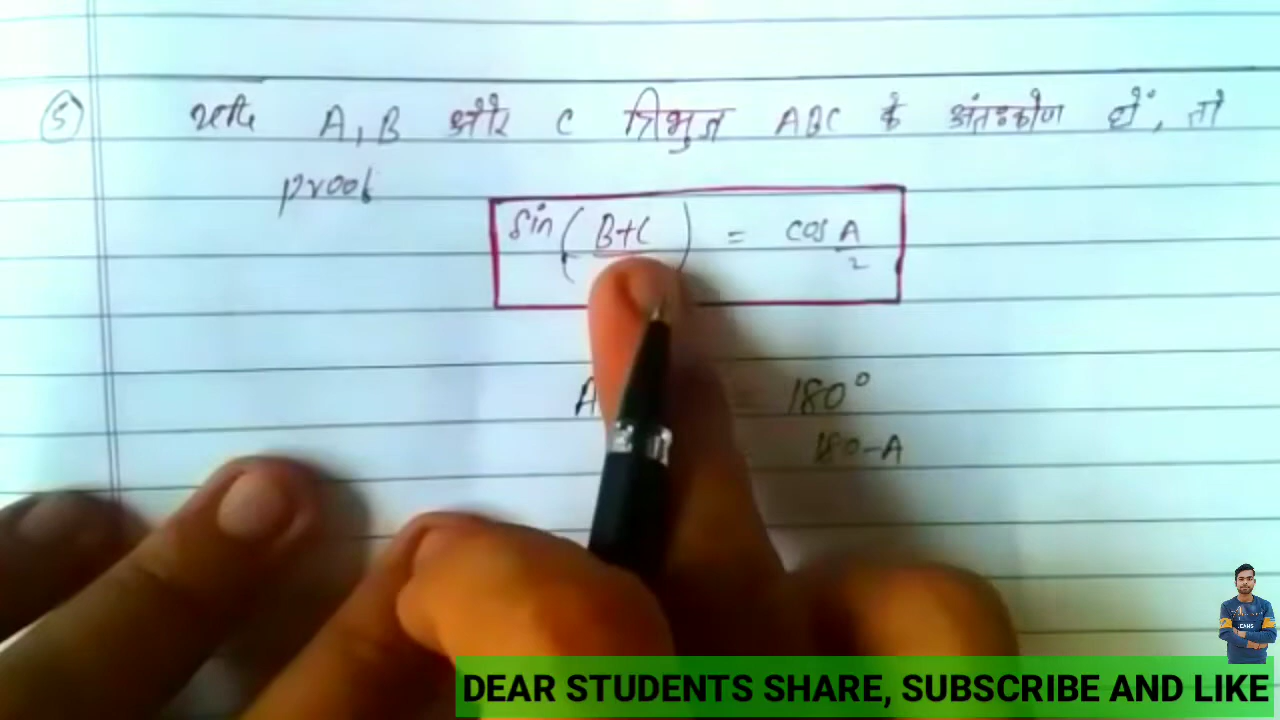 (5) यदि A, B और C त्रिभुज ABC के अंतःकोण हों, तो
proof
sin ( B+C ) = cos A/2
A 180°
180-A
DEAR STUDENTS SHARE, SUBSCRIBE AND LIKE